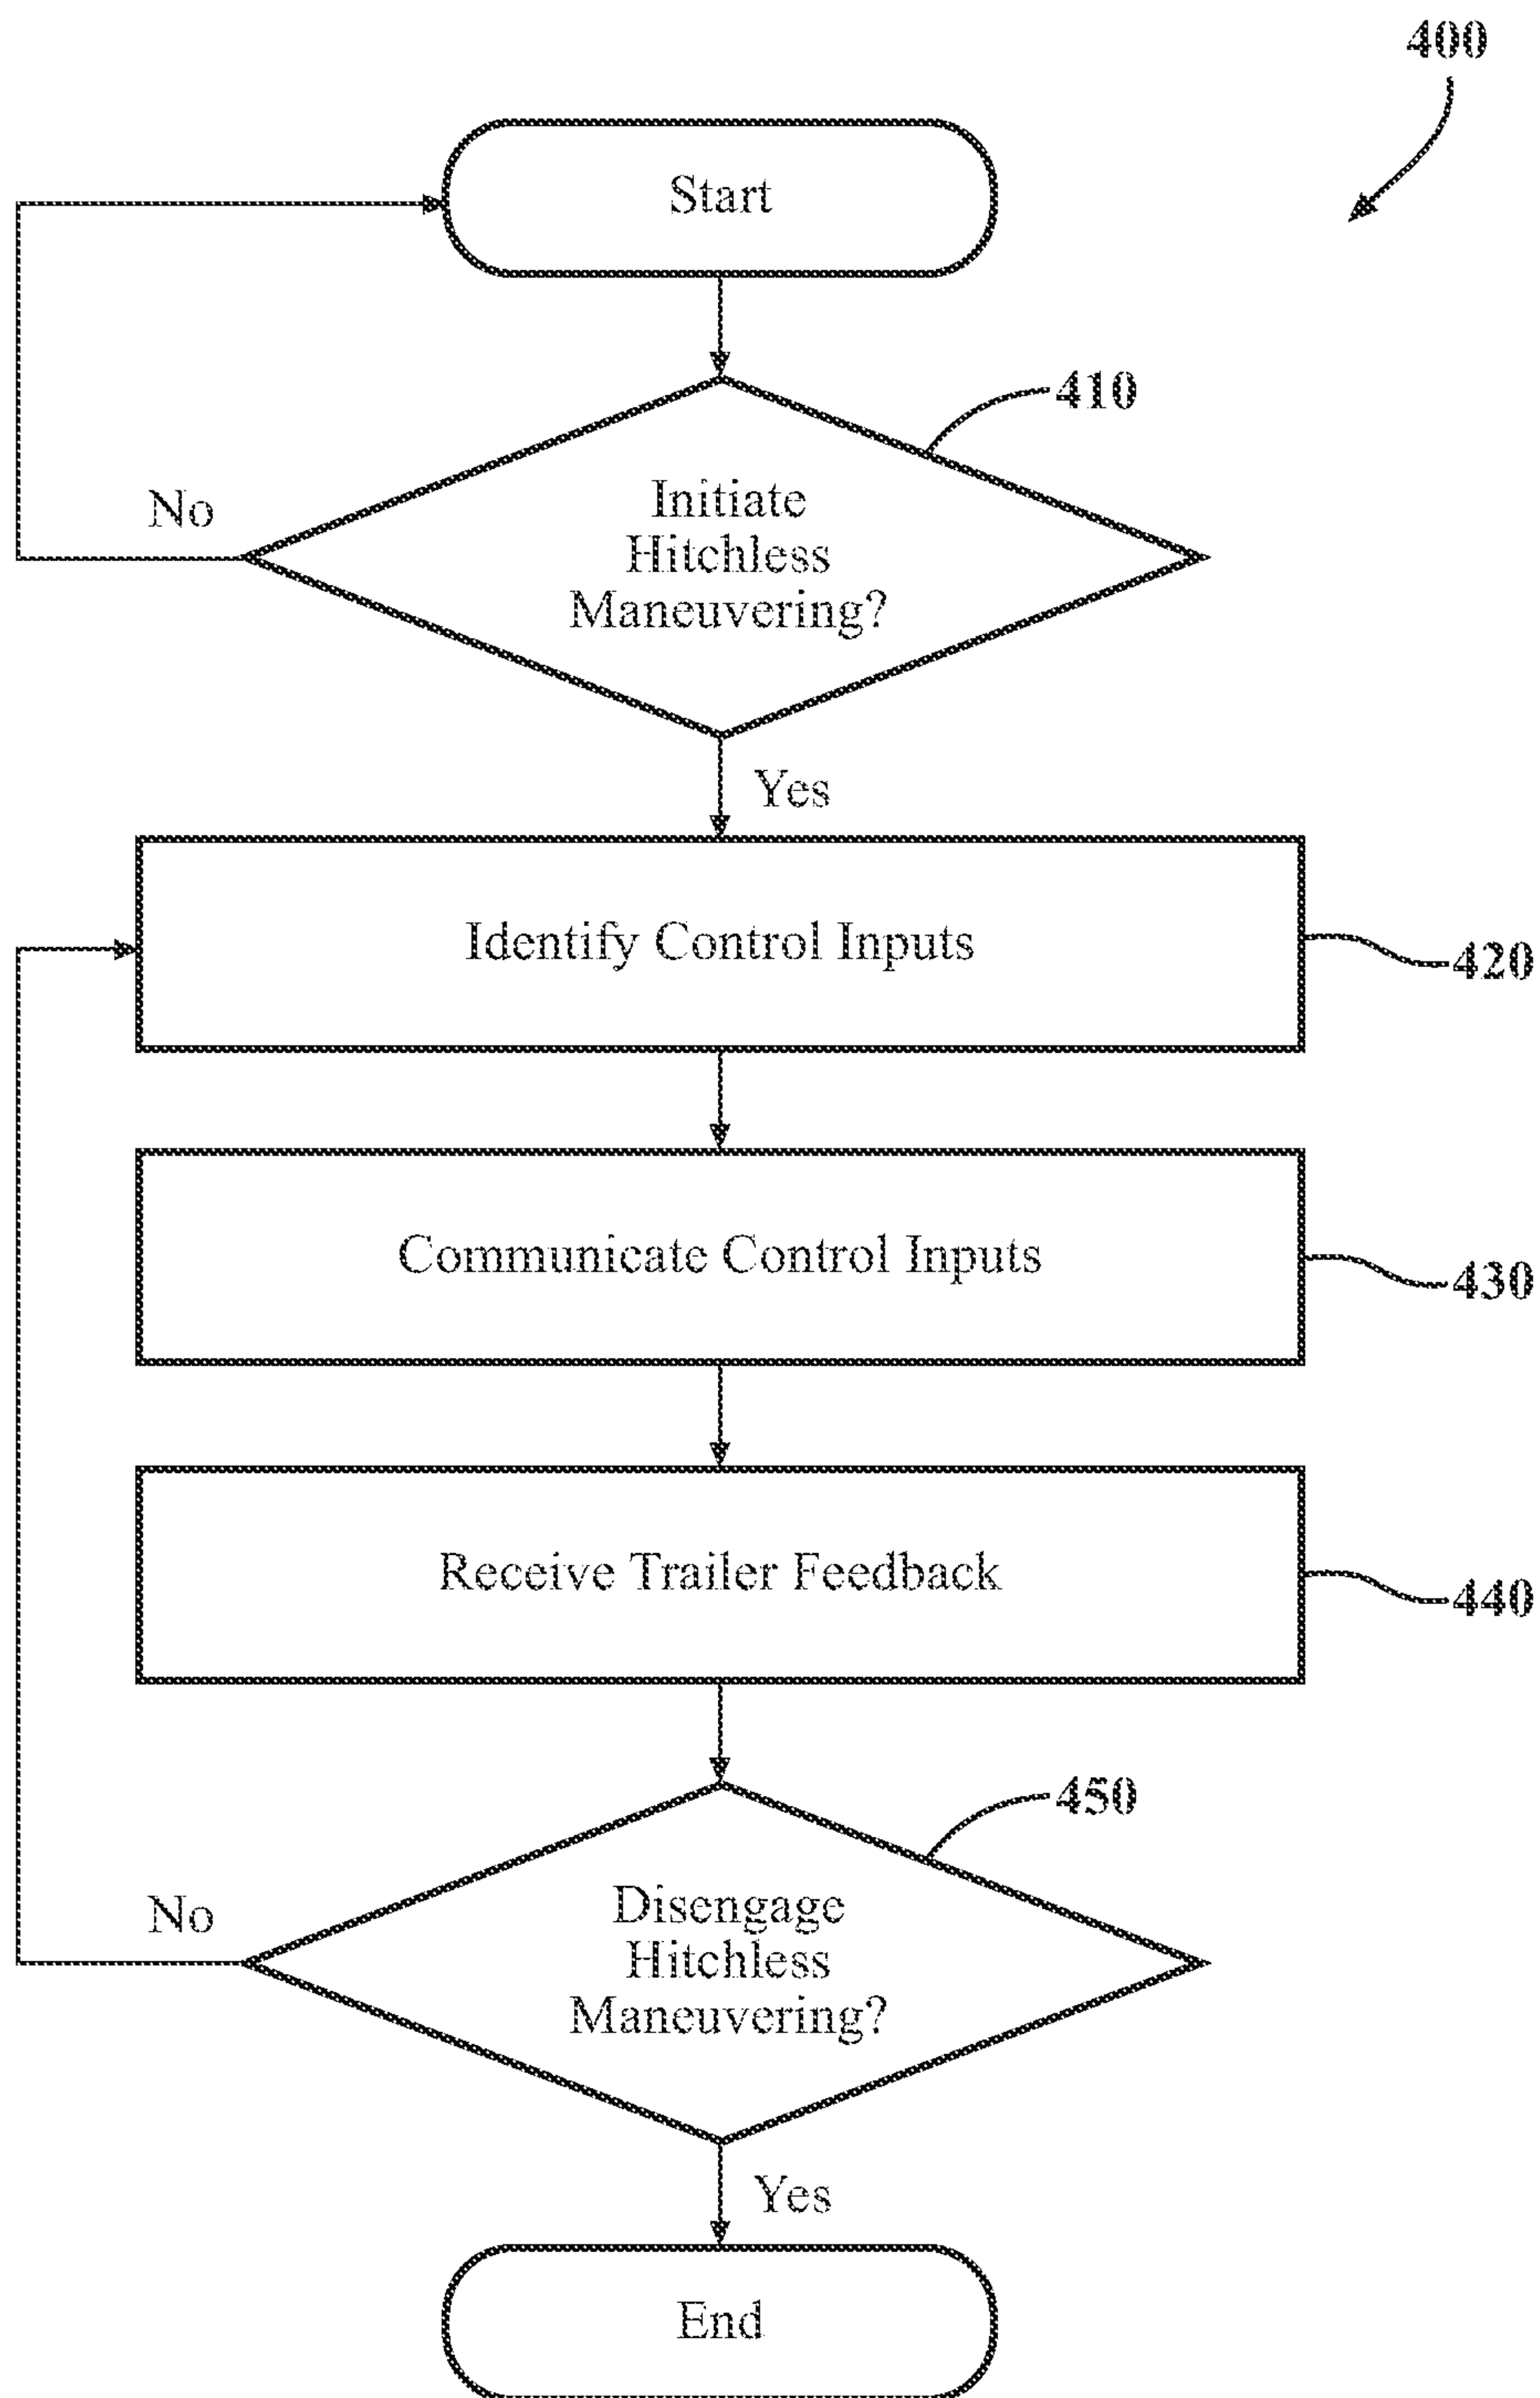 400
Start
410
Initiate
Hitchless
Maneuvering?
No
Yes
Identify Control Inputs
420
Communicate Control Inputs
430
Receive Trailer Feedback
440
450
Disengage
Hitchless
Maneuvering?
No
Yes
End